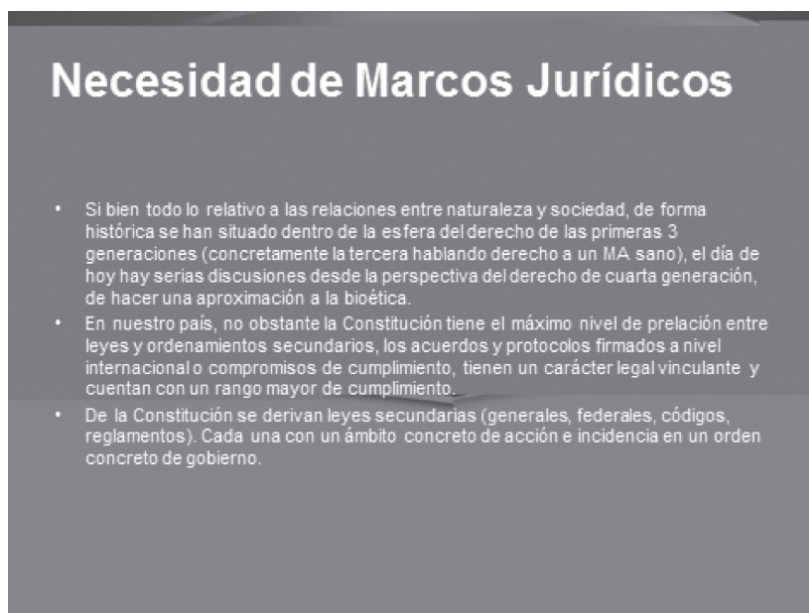 Necesidad de Marcos Jurídicos
• Si bien todo lo relativo a las relaciones entre naturaleza y sociedad, de forma
histórica se han situado dentro de la esfera del derecho de las primeras 3
generaciones (concretamente la tercera hablando derecho a un MA sano), el día de
hoy hay serias discusiones desde la perspectiva del derecho de cuarta generación,
de hacer una aproximación a la bioética.
• En nuestro país, no obstante la Constitución tiene el máximo nivel de prelación entre
leyes y ordenamientos secundarios, los acuerdos y protocolos firmados a nivel
internacional o compromisos de cumplimiento, tienen un carácter legal vinculante y
cuentan con un rango mayor de cumplimiento.
• De la Constitución se derivan leyes secundarias (generales, federales, códigos,
reglamentos). Cada una con un ámbito concreto de acción e incidencia en un orden
concreto de gobierno.